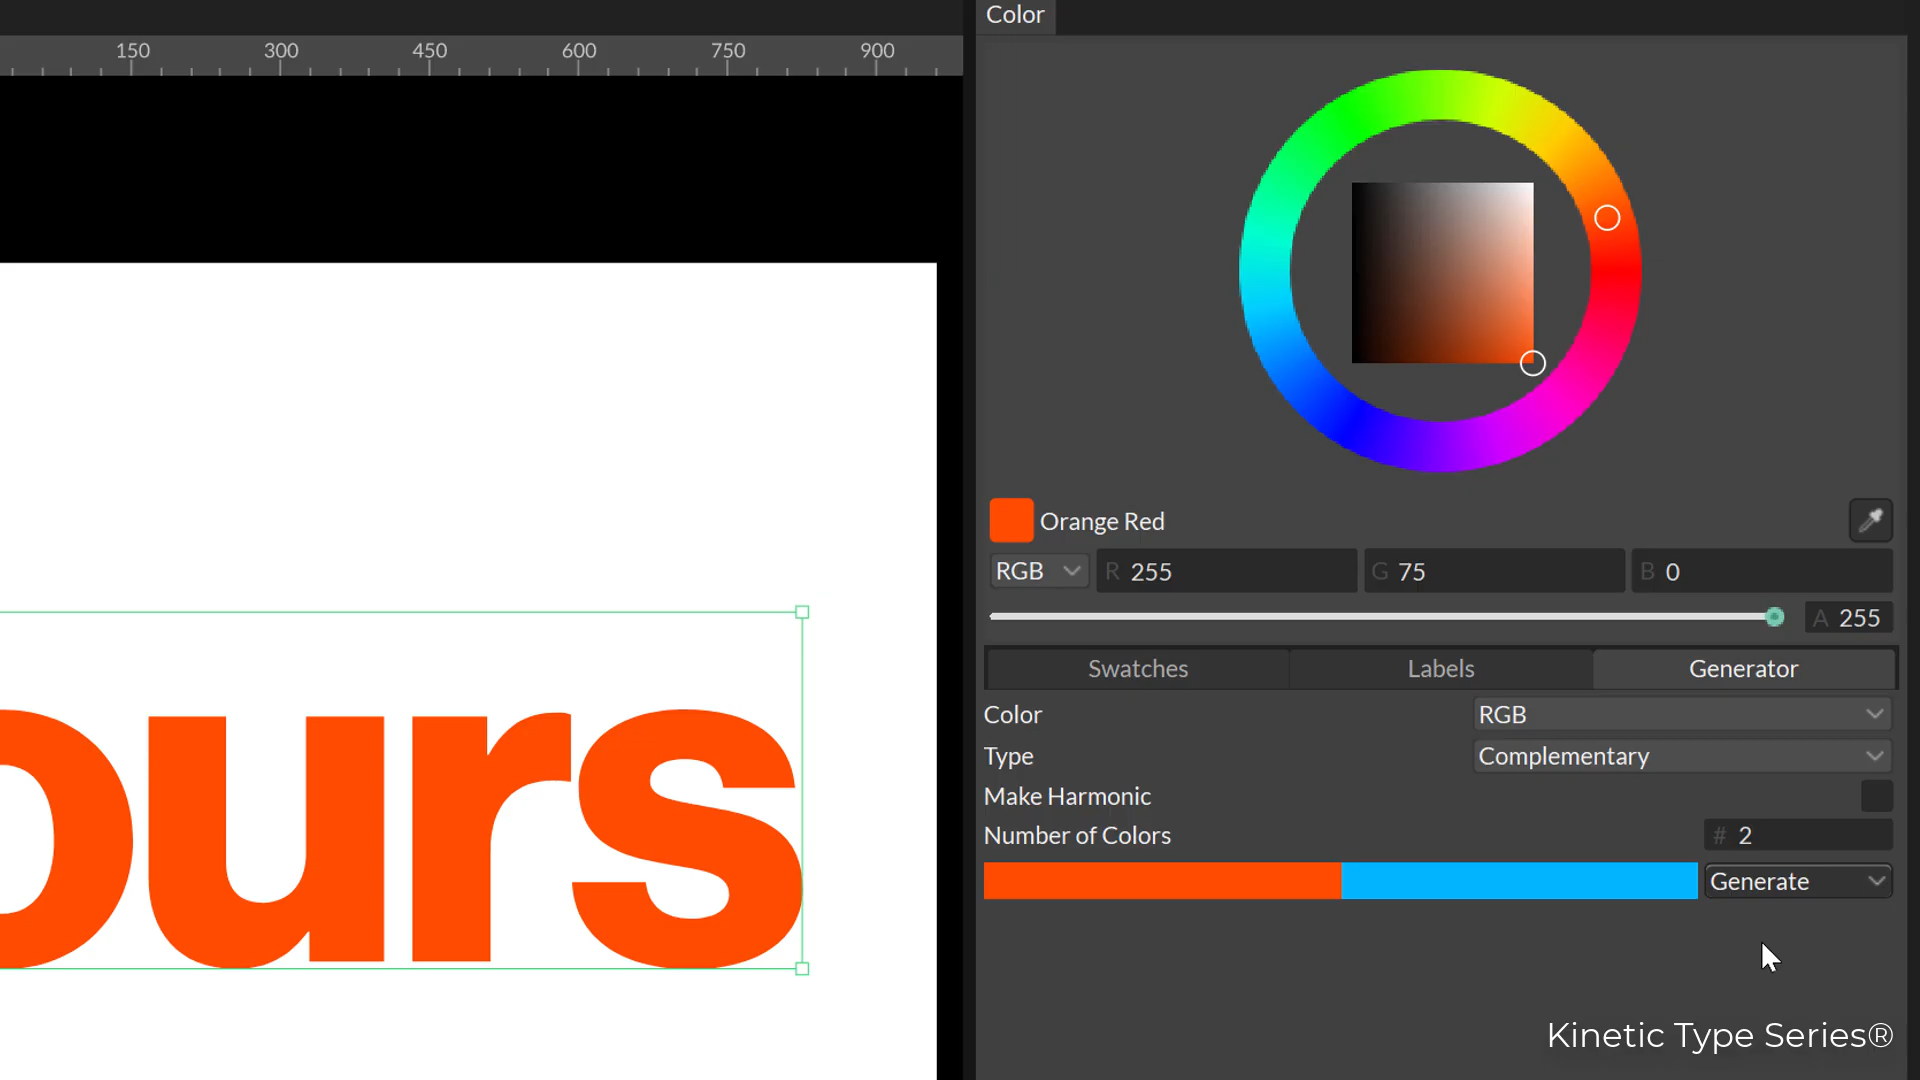 Color
150 300 450 600 750 900
Orange Red
RGB R 255 G 75 B 0
A 255
Swatches Labels Generator
Color RGB
Type Complementary
Make Harmonic
Number of Colors # 2
Generate
ours
Kinetic Type Series®